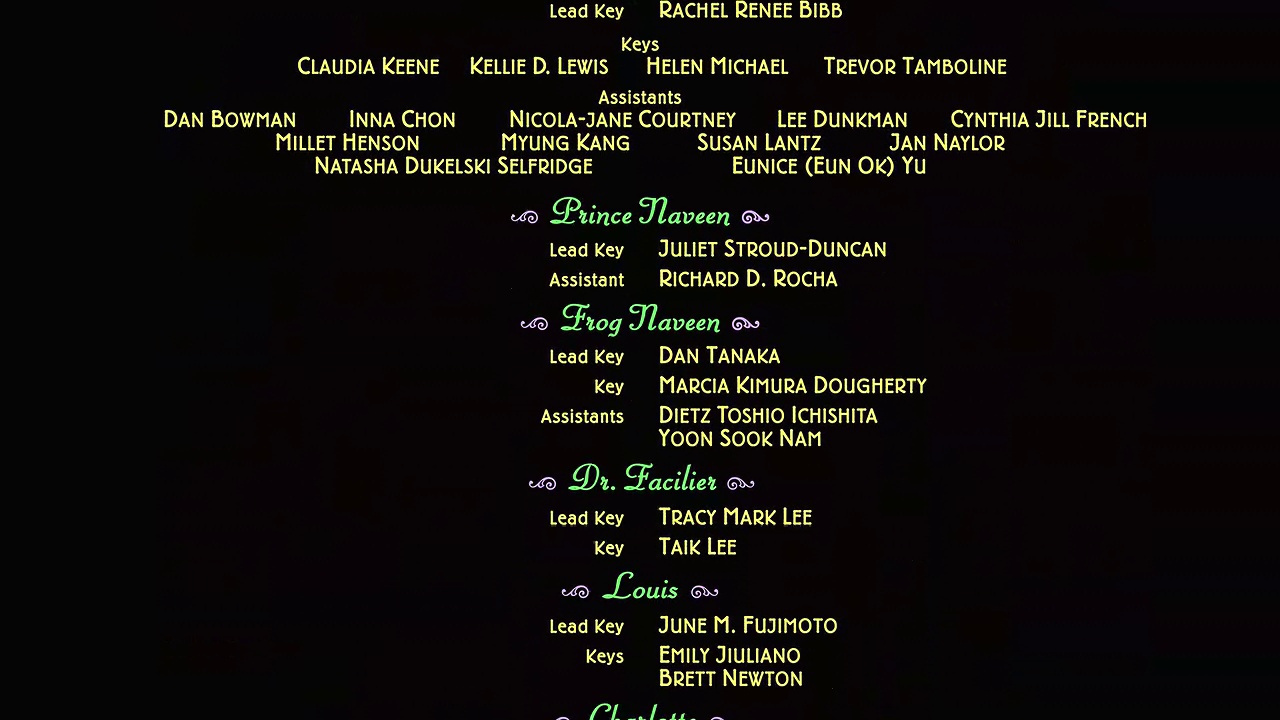 Lead Key Rachel Renee Bibb
Keys
Claudia Keene Kellie D. Lewis Helen Michael Trevor Tamboline
Assistants
Dan Bowman Inna Chon Nicola-jane Courtney Lee Dunkman Cynthia Jill French
Millet Henson Myung Kang Susan Lantz Jan Naylor
Natasha Dukelski Selfridge Eunice (Eun Ok) Yu
Prince Naveen
Lead Key Juliet Stroud-Duncan
Assistant Richard D. Rocha
Frog Naveen
Lead Key Dan Tanaka
Key Marcia Kimura Dougherty
Assistants Dietz Toshio Ichishita
Yoon Sook Nam
Dr. Facilier
Lead Key Tracy Mark Lee
Key Taik Lee
Louis
Lead Key June M. Fujimoto
Keys Emily Jiuliano
Brett Newton
Charlotte